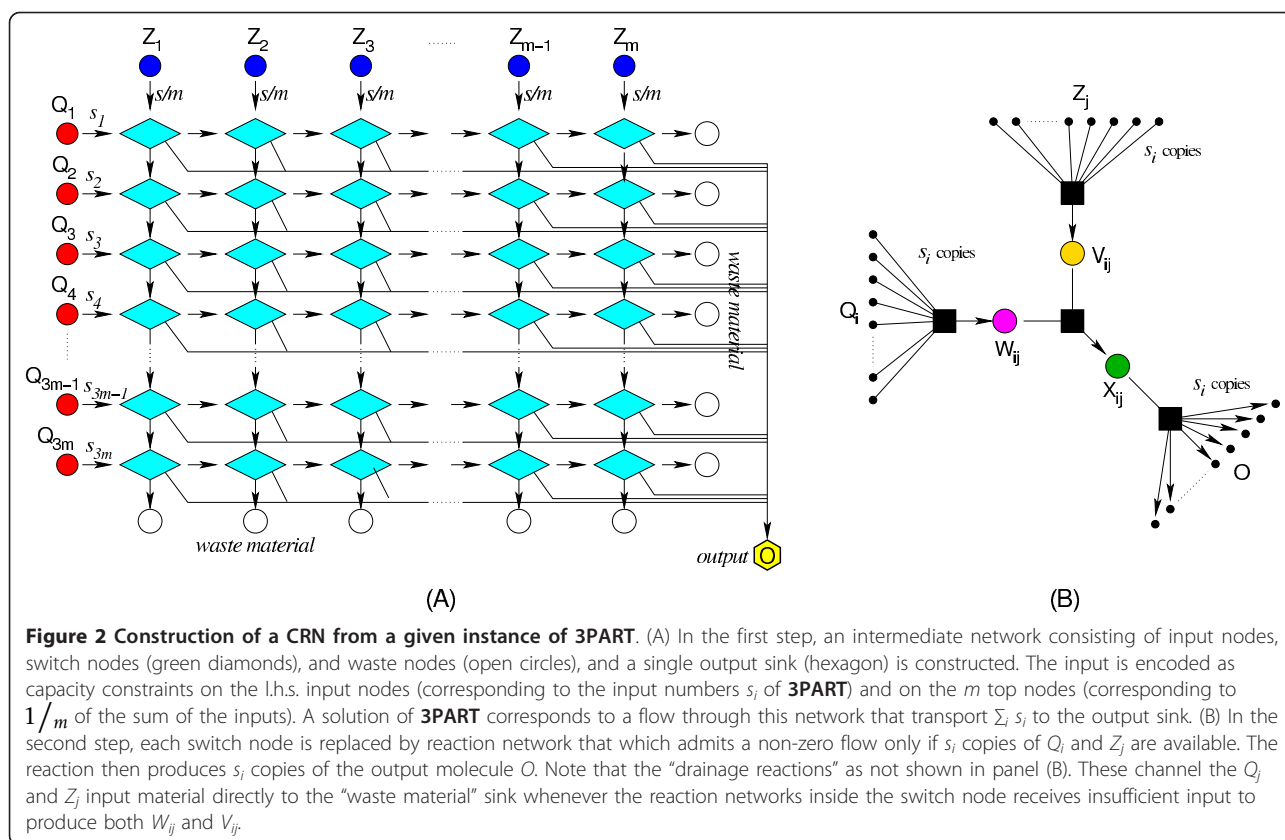 Z1 Z2 Z3 ........ Zm-1 Zm
s/m s/m s/m s/m s/m
Q1 s1
Q2 s2
Q3 s3
Q4 s4
Q3m-1 s3m-1
Q3m s3m
waste material
waste material
output O
(A)
Zj
si copies
Vij
si copies
Qi
Wij
Xij
si copies
O
(B)
Figure 2 Construction of a CRN from a given instance of 3PART. (A) In the first step, an intermediate network consisting of input nodes,
switch nodes (green diamonds), and waste nodes (open circles), and a single output sink (hexagon) is constructed. The input is encoded as
capacity constraints on the l.h.s. input nodes (corresponding to the input numbers si of 3PART) and on the m top nodes (corresponding to
1/m of the sum of the inputs). A solution of 3PART corresponds to a flow through this network that transport ∑i si to the output sink. (B) In the
second step, each switch node is replaced by reaction network that which admits a non-zero flow only if si copies of Qi and Zj are available. The
reaction then produces si copies of the output molecule O. Note that the “drainage reactions” as not shown in panel (B). These channel the Qj
and Zj input material directly to the “waste material” sink whenever the reaction networks inside the switch node receives insufficient input to
produce both Wij and Vij.